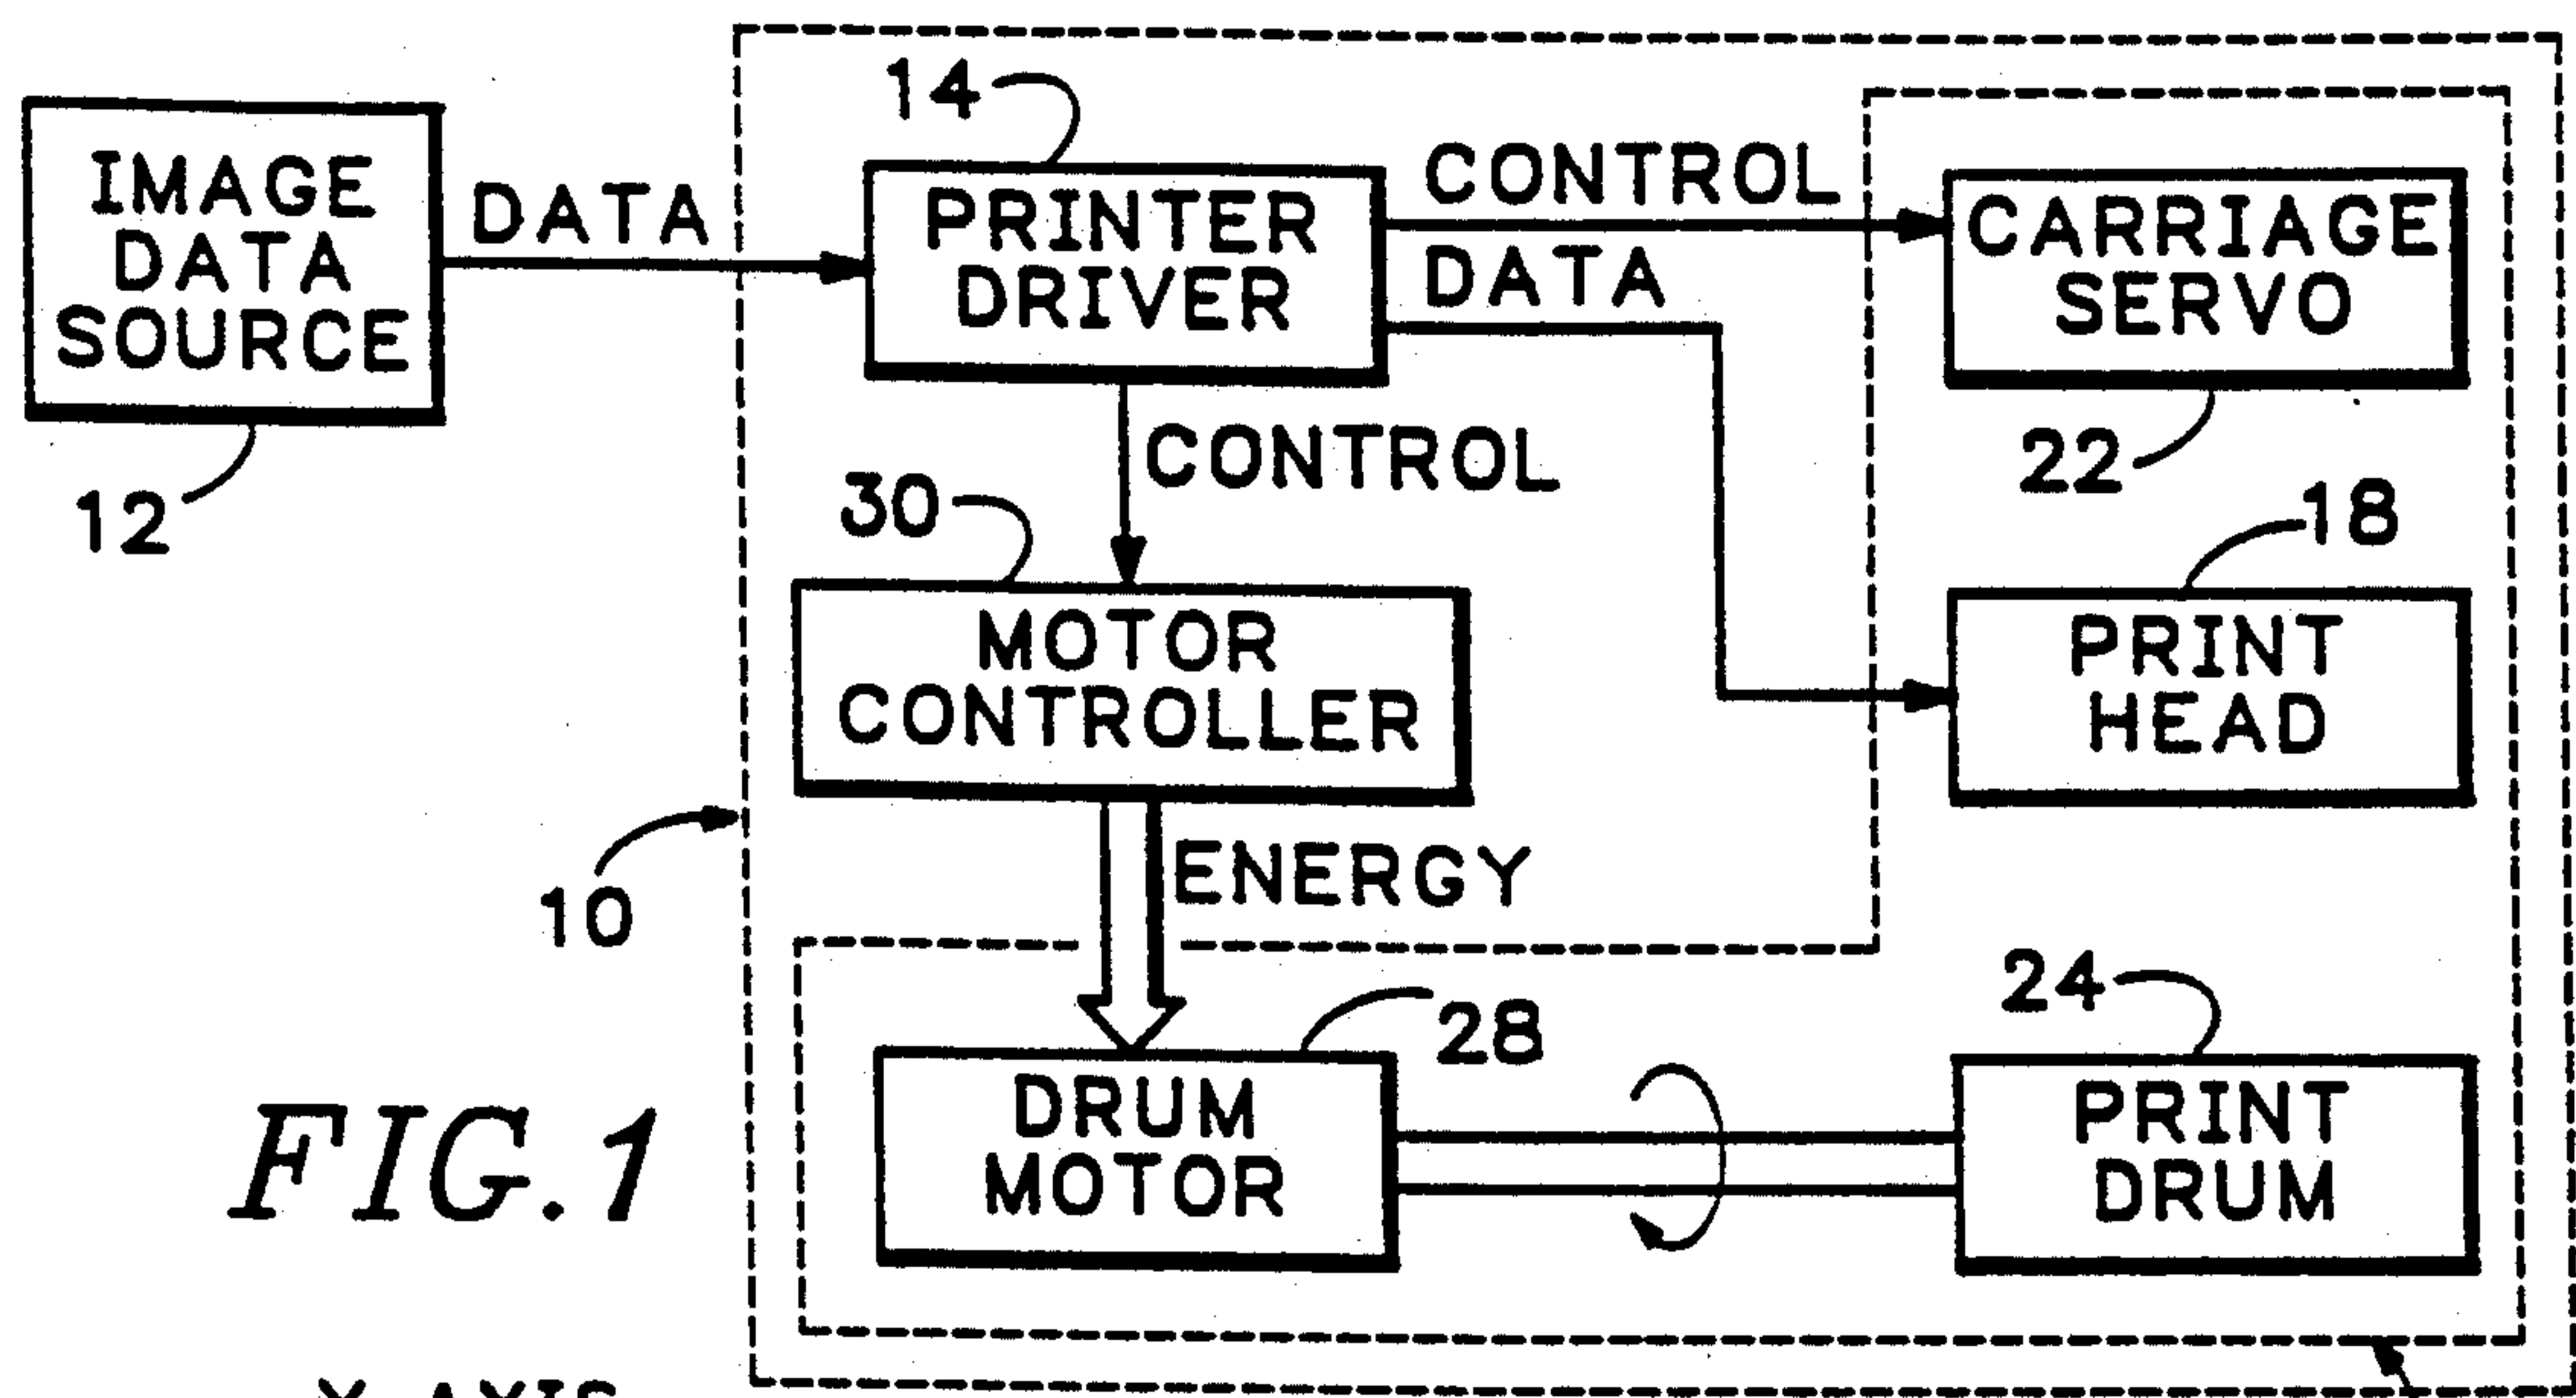 14
IMAGE
DATA
SOURCE
DATA
PRINTER
DRIVER
CONTROL
DATA
CARRIAGE
SERVO
12
CONTROL
22
30
18
MOTOR
CONTROLLER
PRINT
HEAD
10
ENERGY
28
24
DRUM
MOTOR
PRINT
DRUM
FIG.1